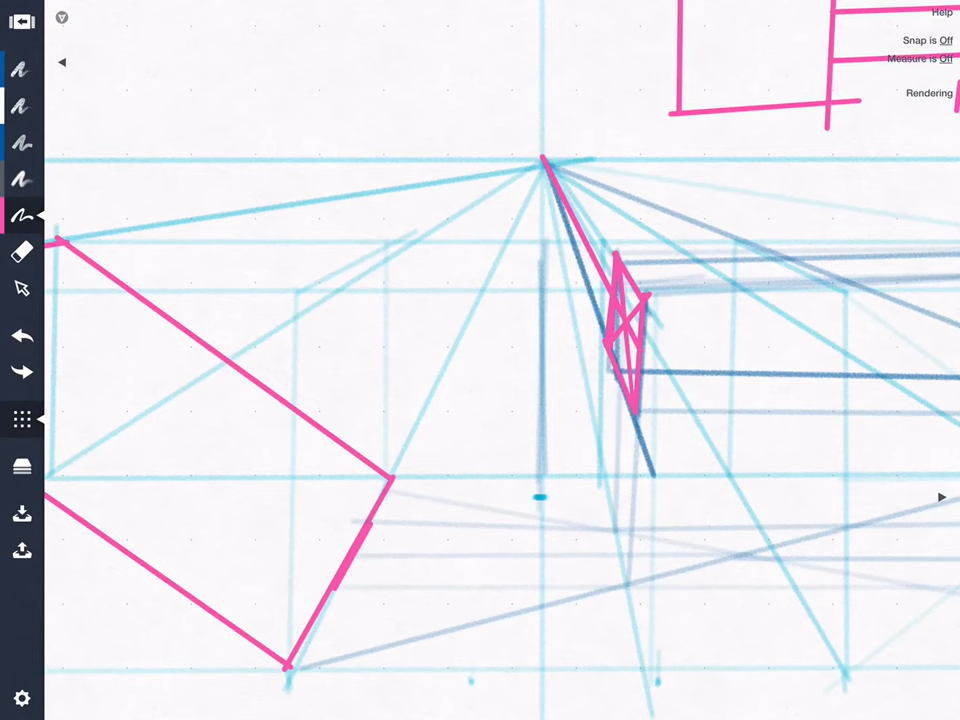 Help
Snap is Off
Measure is Off
Rendering